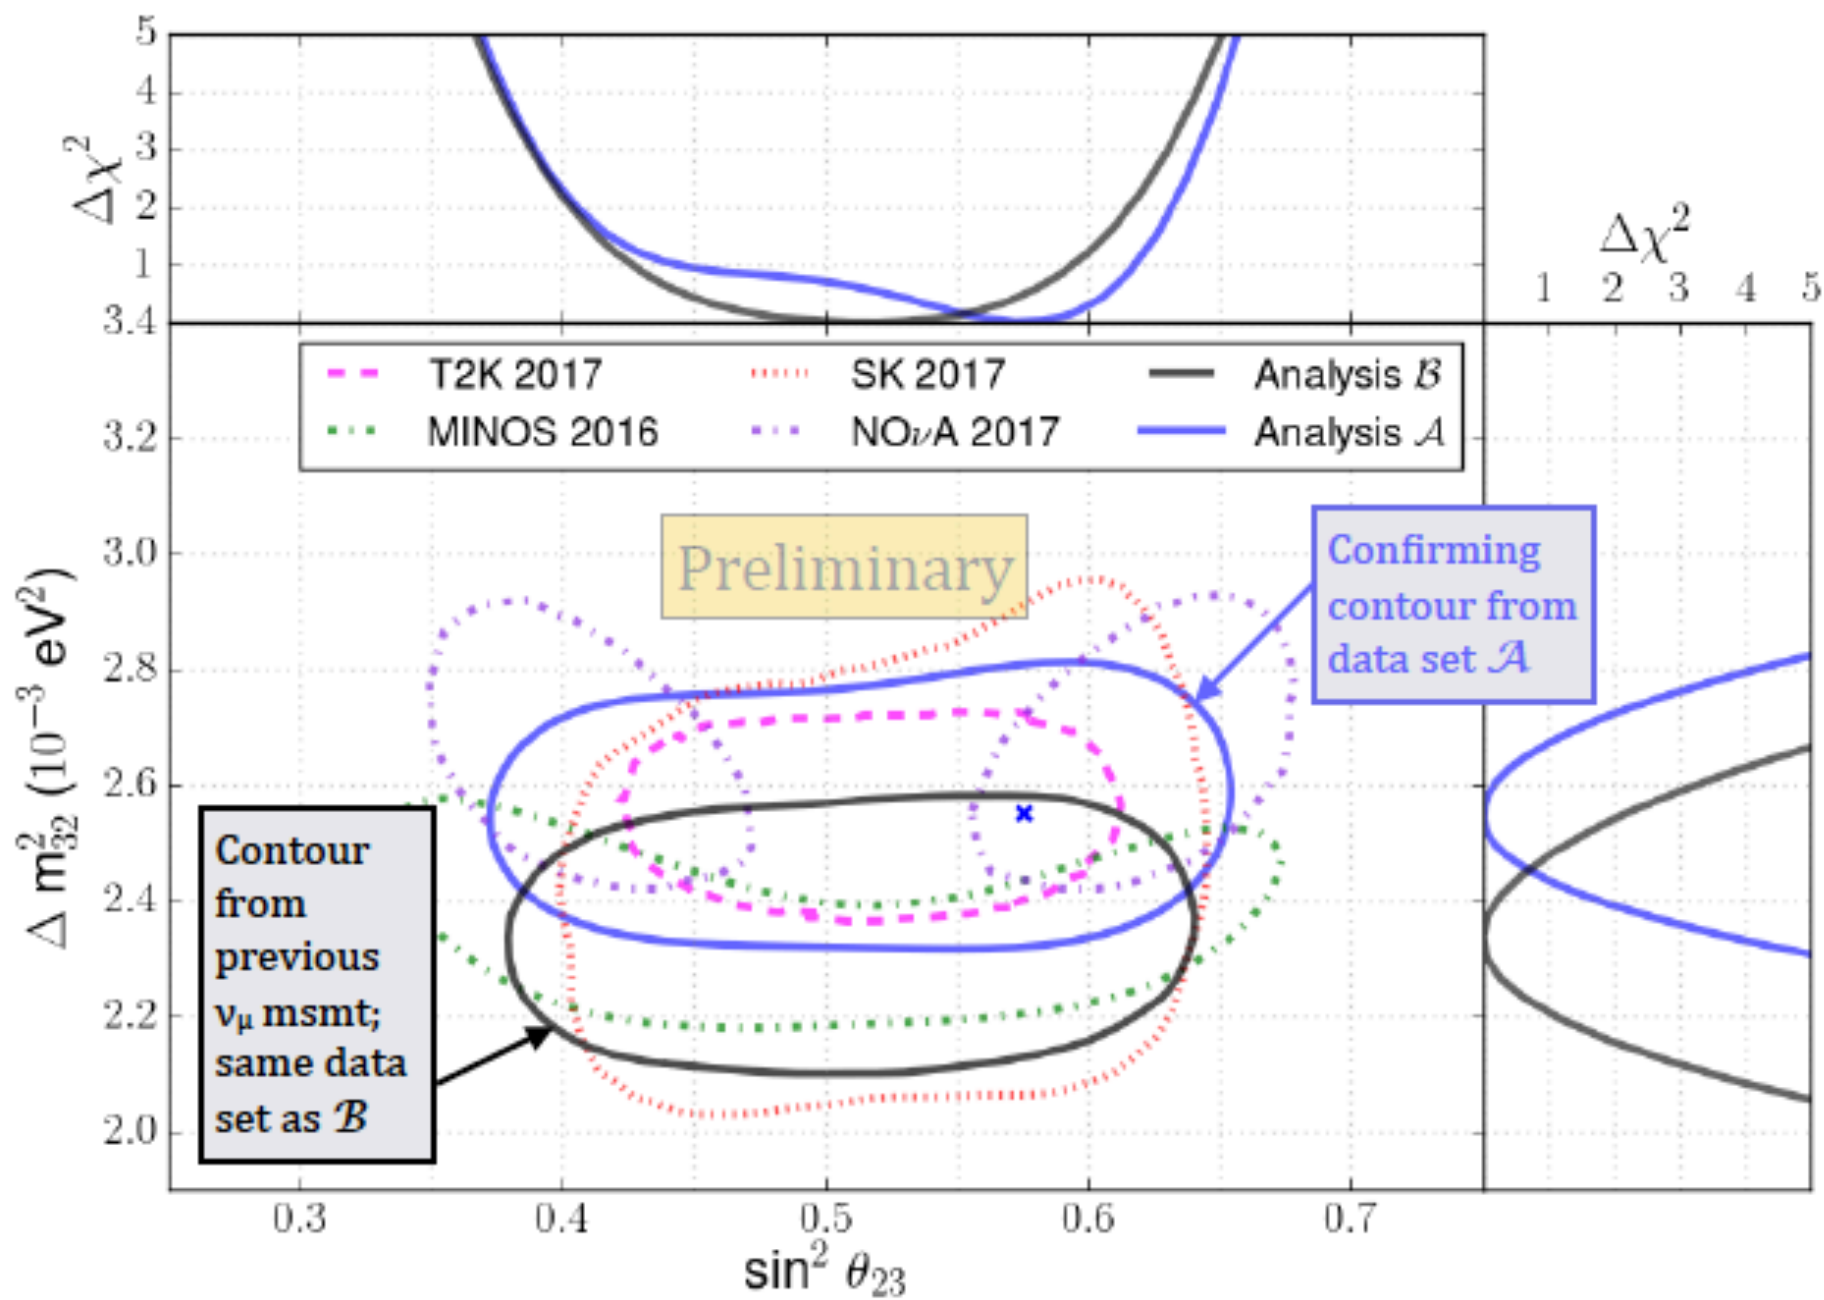 5
4
3
2
1
3.4
Δχ²
Δχ²
1 2 3 4 5
T2K 2017
SK 2017
Analysis ℬ
MINOS 2016
NOνA 2017
Analysis 𝒜
3.2
3.0
2.8
2.6
2.4
2.2
2.0
Δ m²₃₂ (10⁻³ eV²)
Preliminary
Confirming
contour from
data set 𝒜
Contour
from
previous
νμ msmt;
same data
set as ℬ
0.3 0.4 0.5 0.6 0.7
sin² θ₂₃